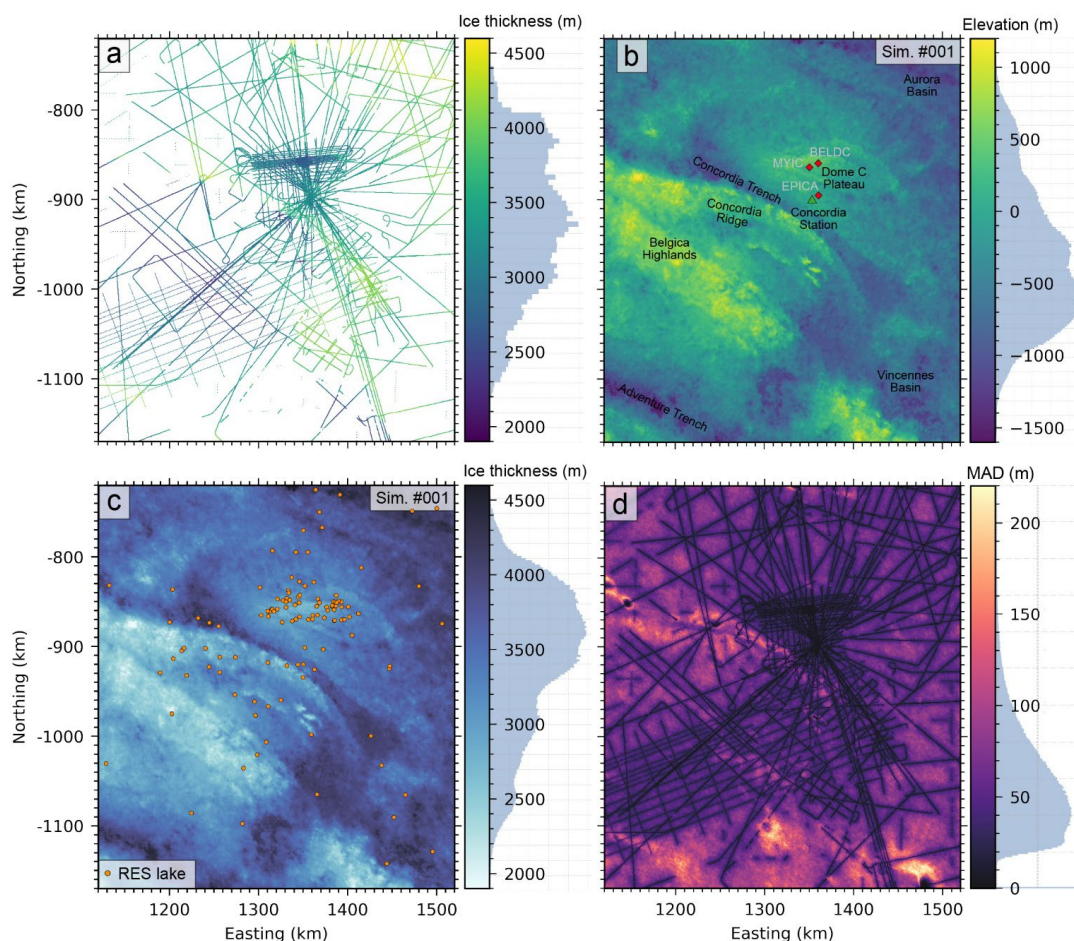 Ice thickness (m)
a
-800
-900
-1000
-1100
Northing (km)
1200
1300
1400
1500
4500
4000
3500
3000
2500
2000
Elevation (m)
b
Sim. #001
Aurora
Basin
BELDC
MYIC
Dome C
Plateau
Concordia Trench
EPICA
Concordia
Station
Concordia
Ridge
Belgica
Highlands
Vincennes
Basin
Adventure Trench
1000
500
0
−500
−1000
−1500
Ice thickness (m)
c
Sim. #001
-800
-900
-1000
-1100
Northing (km)
RES lake
1200
1300
1400
1500
Easting (km)
4500
4000
3500
3000
2500
2000
MAD (m)
d
200
150
100
50
0
1200
1300
1400
1500
Easting (km)